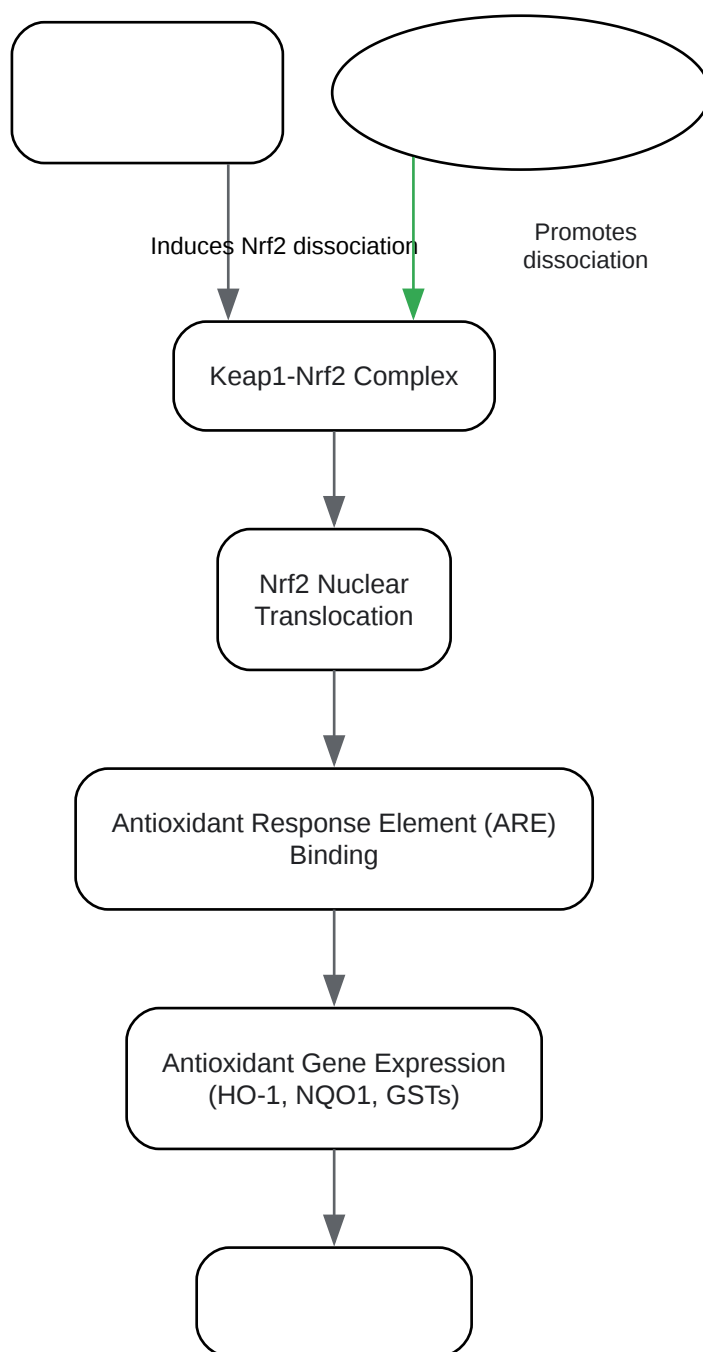 Induces Nrf2 dissociation
Promotes
dissociation
Keap1-Nrf2 Complex
Nrf2 Nuclear
Translocation
Antioxidant Response Element (ARE)
Binding
Antioxidant Gene Expression
(HO-1, NQO1, GSTs)